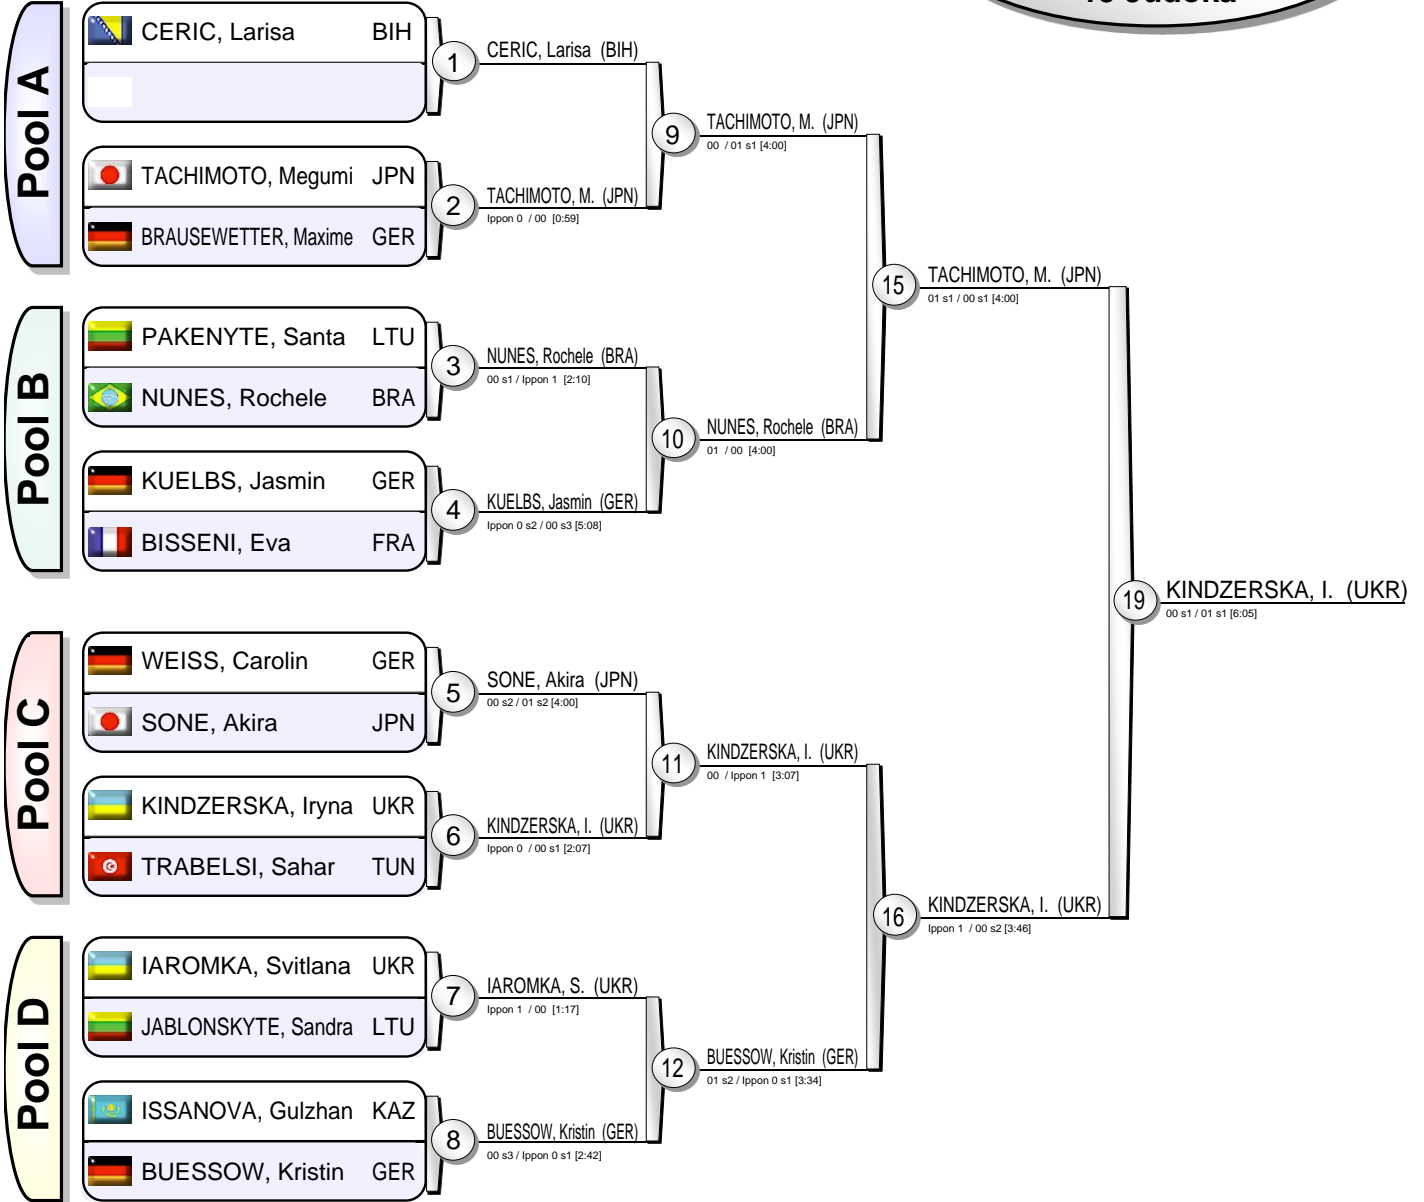 15 Judoka
Pool A
CERIC, Larisa BIH
TACHIMOTO, Megumi JPN
BRAUSEWETTER, Maxime GER
Pool B
PAKENYTE, Santa LTU
NUNES, Rochele BRA
KUELBS, Jasmin GER
BISSENI, Eva FRA
Pool C
WEISS, Carolin GER
SONE, Akira JPN
KINDZERSKA, Iryna UKR
TRABELSI, Sahar TUN
Pool D
IAROMKA, Svitlana UKR
JABLONSKYTE, Sandra LTU
ISSANOVA, Gulzhan KAZ
BUESSOW, Kristin GER
1 CERIC, Larisa (BIH)
2 TACHIMOTO, M. (JPN)
Ippon 0 / 00 [0:59]
3 NUNES, Rochele (BRA)
00 s1 / Ippon 1 [2:10]
4 KUELBS, Jasmin (GER)
Ippon 0 s2 / 00 s3 [5:08]
5 SONE, Akira (JPN)
00 s2 / 01 s2 [4:00]
6 KINDZERSKA, I. (UKR)
Ippon 0 / 00 s1 [2:07]
7 IAROMKA, S. (UKR)
Ippon 1 / 00 [1:17]
8 BUESSOW, Kristin (GER)
00 s3 / Ippon 0 s1 [2:42]
9 TACHIMOTO, M. (JPN)
00 / 01 s1 [4:00]
10 NUNES, Rochele (BRA)
01 / 00 [4:00]
11 KINDZERSKA, I. (UKR)
00 / Ippon 1 [3:07]
12 BUESSOW, Kristin (GER)
01 s2 / Ippon 0 s1 [3:34]
15 TACHIMOTO, M. (JPN)
01 s1 / 00 s1 [4:00]
16 KINDZERSKA, I. (UKR)
Ippon 1 / 00 s2 [3:46]
19 KINDZERSKA, I. (UKR)
00 s1 / 01 s1 [6:05]